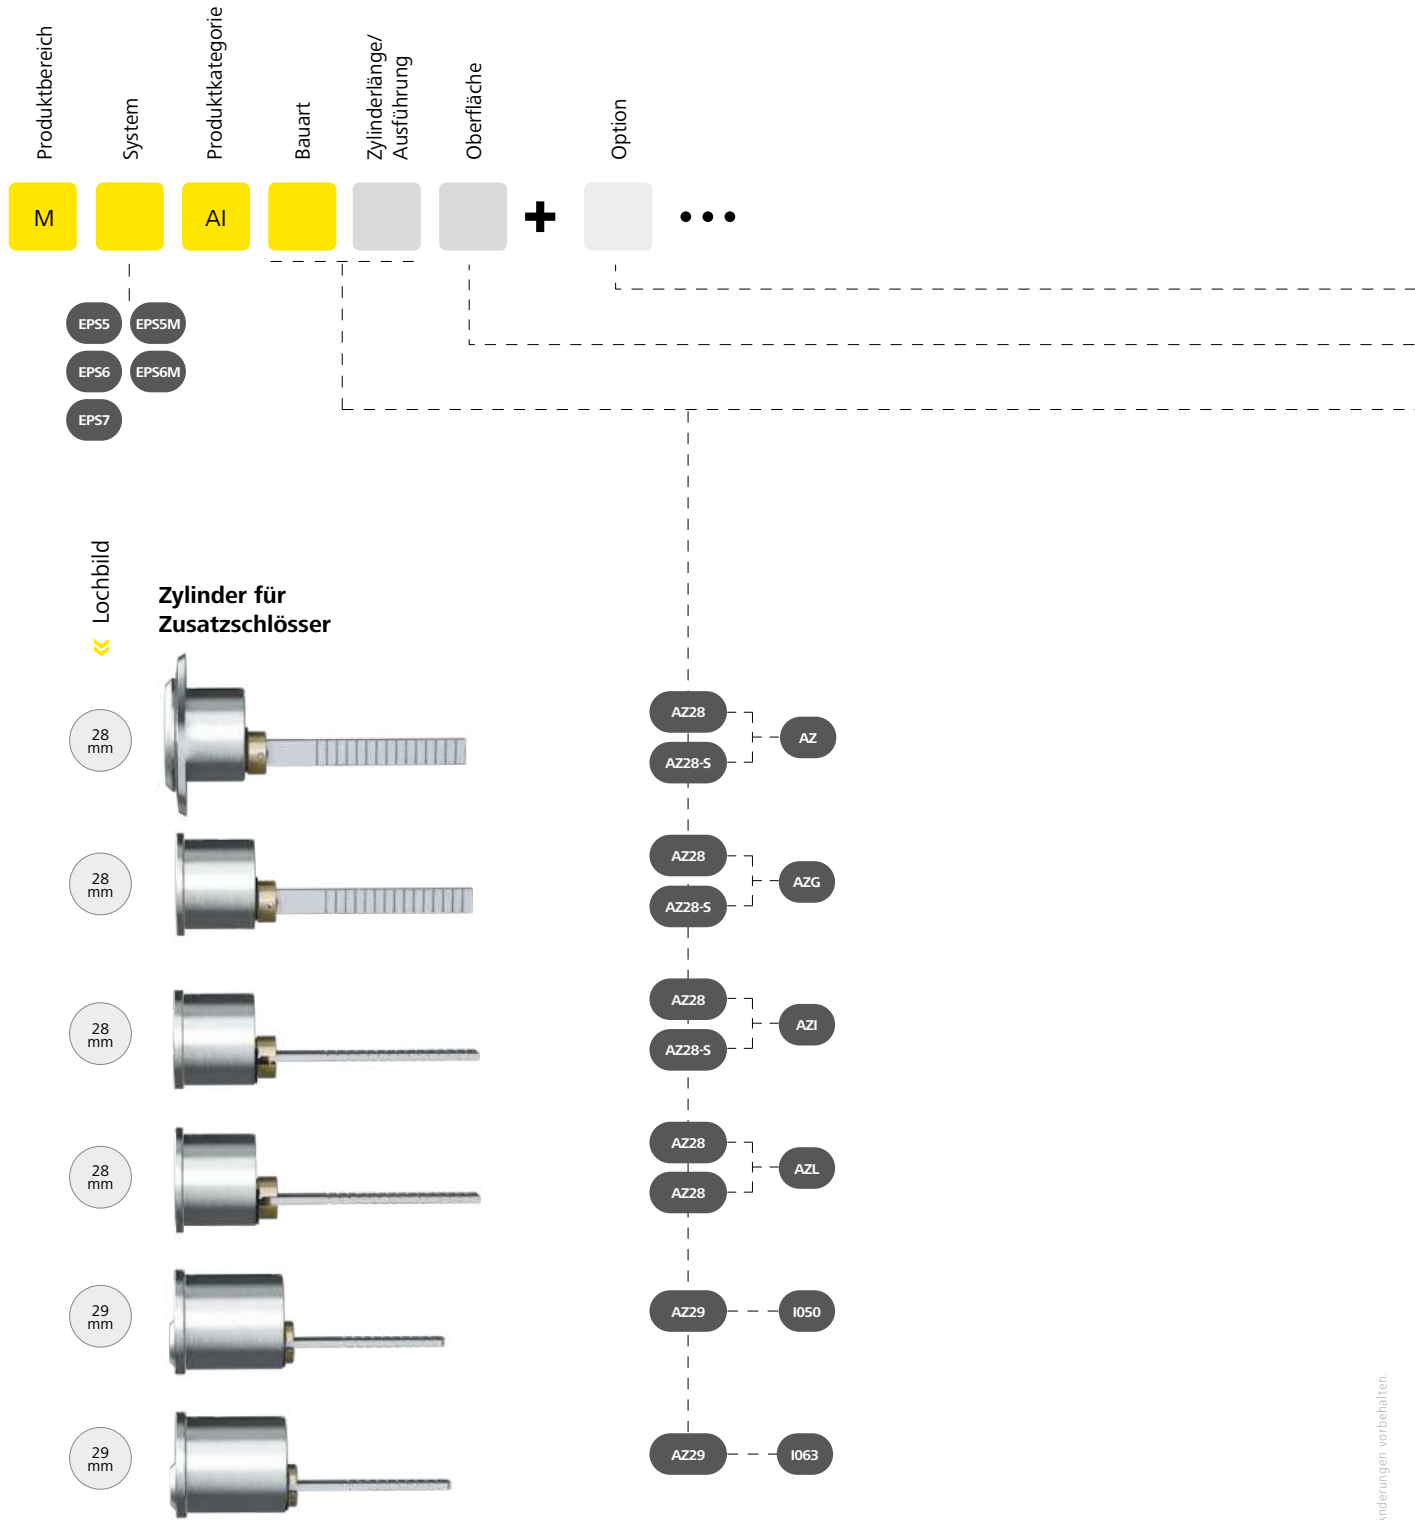 Produktbereich
System
Produktkategorie
Bauart
Zylinderlänge/
Ausführung
Oberfläche
Option
M
AI
EPS5
EPS5M
EPS6
EPS6M
EPS7
Lochbild
Zylinder für
Zusatzschlösser
28
mm
AZ28
AZ28-S
AZ
28
mm
AZ28
AZ28-S
AZG
28
mm
AZ28
AZ28-S
AZI
28
mm
AZ28
AZ28
AZL
29
mm
AZ29
I050
29
mm
AZ29
I063
Änderungen vorbehalten.